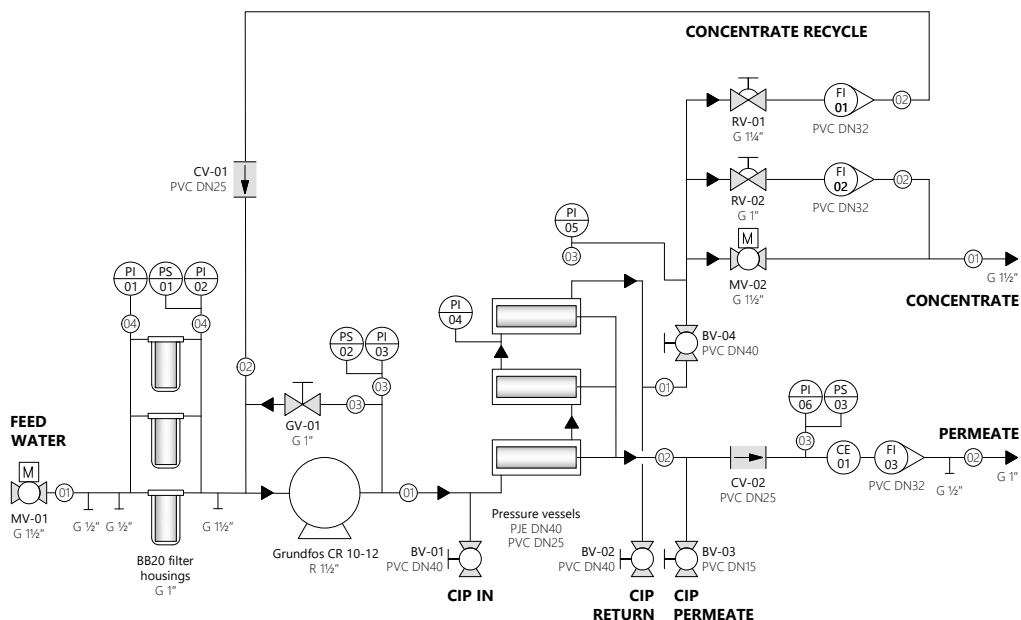 CONCENTRATE RECYCLE
FI
01
02
RV-01
G 1¼"
PVC DN32
CV-01
PVC DN25
FI
02
02
RV-02
G 1"
PVC DN32
PI
05
03
M
MV-02
G 1½"
01
G 1½"
CONCENTRATE
PI
01
PS
01
PI
02
04
04
PI
04
PS
02
PI
03
BV-04
PVC DN40
02
03
03
01
GV-01
G 1"
PI
06
PS
03
FEED
WATER
PERMEATE
M
01
MV-01
G 1½"
G ½"
G ½"
G 1½"
01
02
03
CE
01
FI
03
02
CV-02
PVC DN25
PVC DN32
G ½"
G 1"
BB20 filter
housings
G 1"
Grundfos CR 10-12
R 1½"
Pressure vessels
PJE DN40
PVC DN25
BV-01
PVC DN40
CIP IN
BV-02
PVC DN40
CIP
RETURN
BV-03
PVC DN15
CIP
PERMEATE